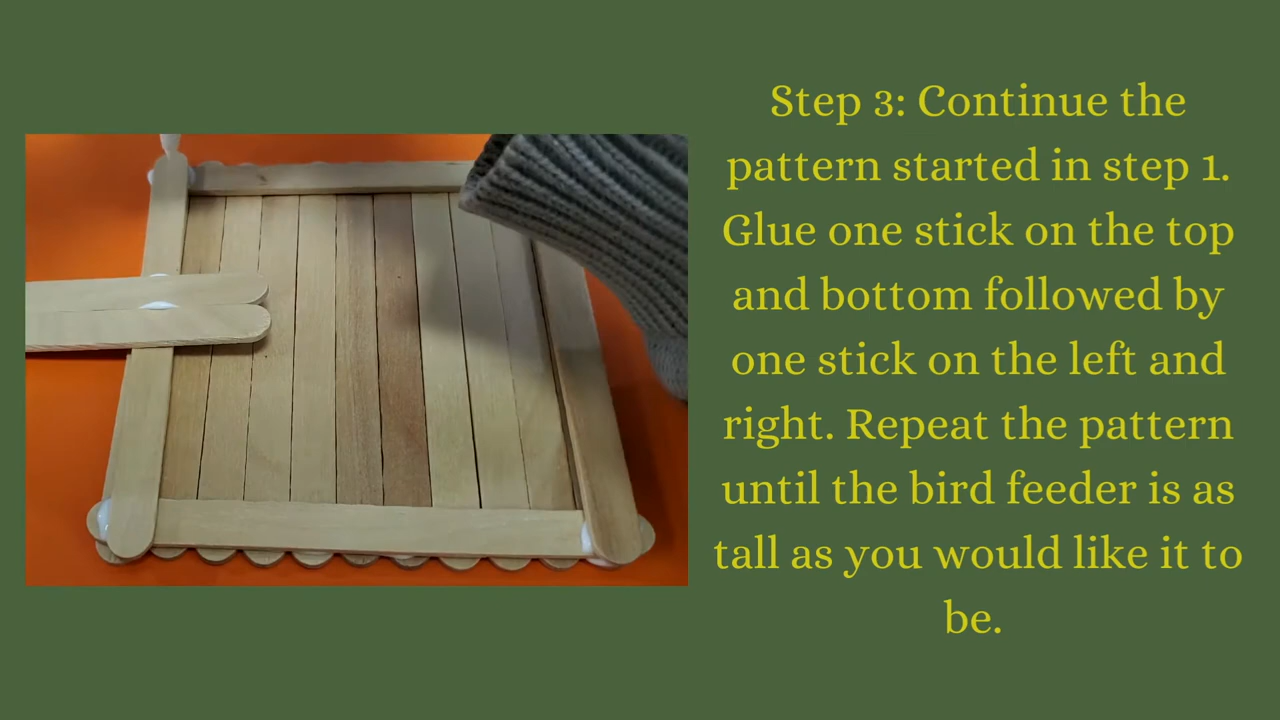 Step 3: Continue the
pattern started in step 1.
Glue one stick on the top
and bottom followed by
one stick on the left and
right. Repeat the pattern
until the bird feeder is as
tall as you would like it to
be.